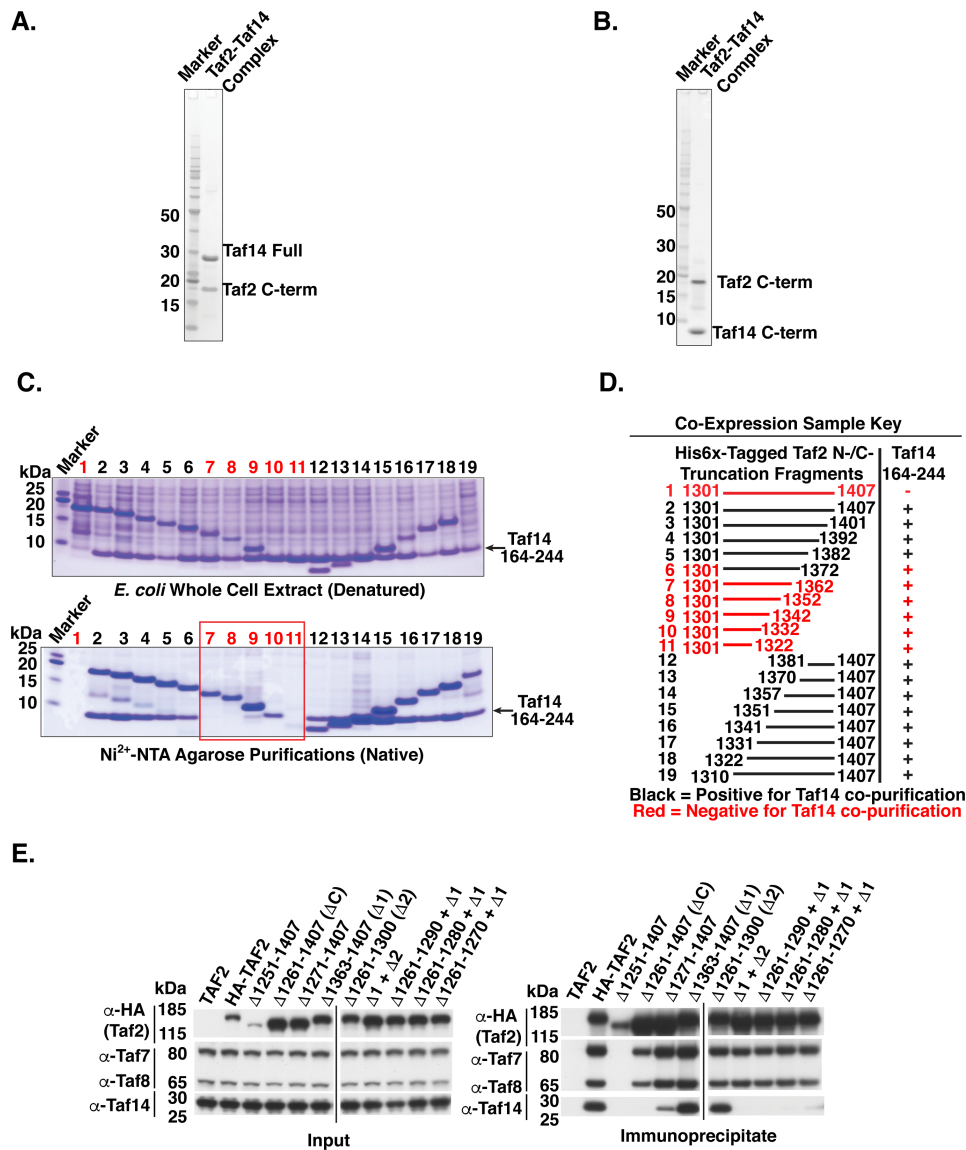 A.
Marker
Taf2-Taf14
Complex
50
30
20
15
Taf14 Full
Taf2 C-term
B.
Marker
Taf2-Taf14
Complex
50
30
20
15
10
Taf2 C-term
Taf14 C-term
C.
kDa Marker 1 2 3 4 5 6 7 8 9 10 11 12 13 14 15 16 17 18 19
25
20
15
10
Taf14
164-244
E. coli Whole Cell Extract (Denatured)
kDa Marker 1 2 3 4 5 6 7 8 9 10 11 12 13 14 15 16 17 18 19
25
20
15
10
Taf14
164-244
Ni2+-NTA Agarose Purifications (Native)
D.
Co-Expression Sample Key
His6x-Tagged Taf2 N-/C- Taf14
Truncation Fragments 164-244
1 1301 1407 -
2 1301 1407 +
3 1301 1401 +
4 1301 1392 +
5 1301 1382 +
6 1301 1372 +
7 1301 1362 +
8 1301 1352 +
9 1301 1342 +
10 1301 1332 +
11 1301 1322 +
12 1381 1407 +
13 1370 1407 +
14 1357 1407 +
15 1351 1407 +
16 1341 1407 +
17 1331 1407 +
18 1322 1407 +
19 1310 1407 +
Black = Positive for Taf14 co-purification
Red = Negative for Taf14 co-purification
E.
TAF2
HA-TAF2
Δ1251-1407
Δ1261-1407 (ΔC)
Δ1271-1407
Δ1363-1407 (Δ1)
Δ1261-1300 (Δ2)
Δ1 + Δ2
Δ1261-1290 + Δ1
Δ1261-1280 + Δ1
Δ1261-1270 + Δ1
kDa
α-HA 185
(Taf2) 115
α-Taf7 80
α-Taf8 65
α-Taf14 30
25
Input
TAF2
HA-TAF2
Δ1251-1407
Δ1261-1407 (ΔC)
Δ1271-1407
Δ1363-1407 (Δ1)
Δ1261-1300 (Δ2)
Δ1 + Δ2
Δ1261-1290 + Δ1
Δ1261-1280 + Δ1
Δ1261-1270 + Δ1
kDa
α-HA 185
(Taf2) 115
α-Taf7 80
α-Taf8 65
α-Taf14 30
25
Immunoprecipitate